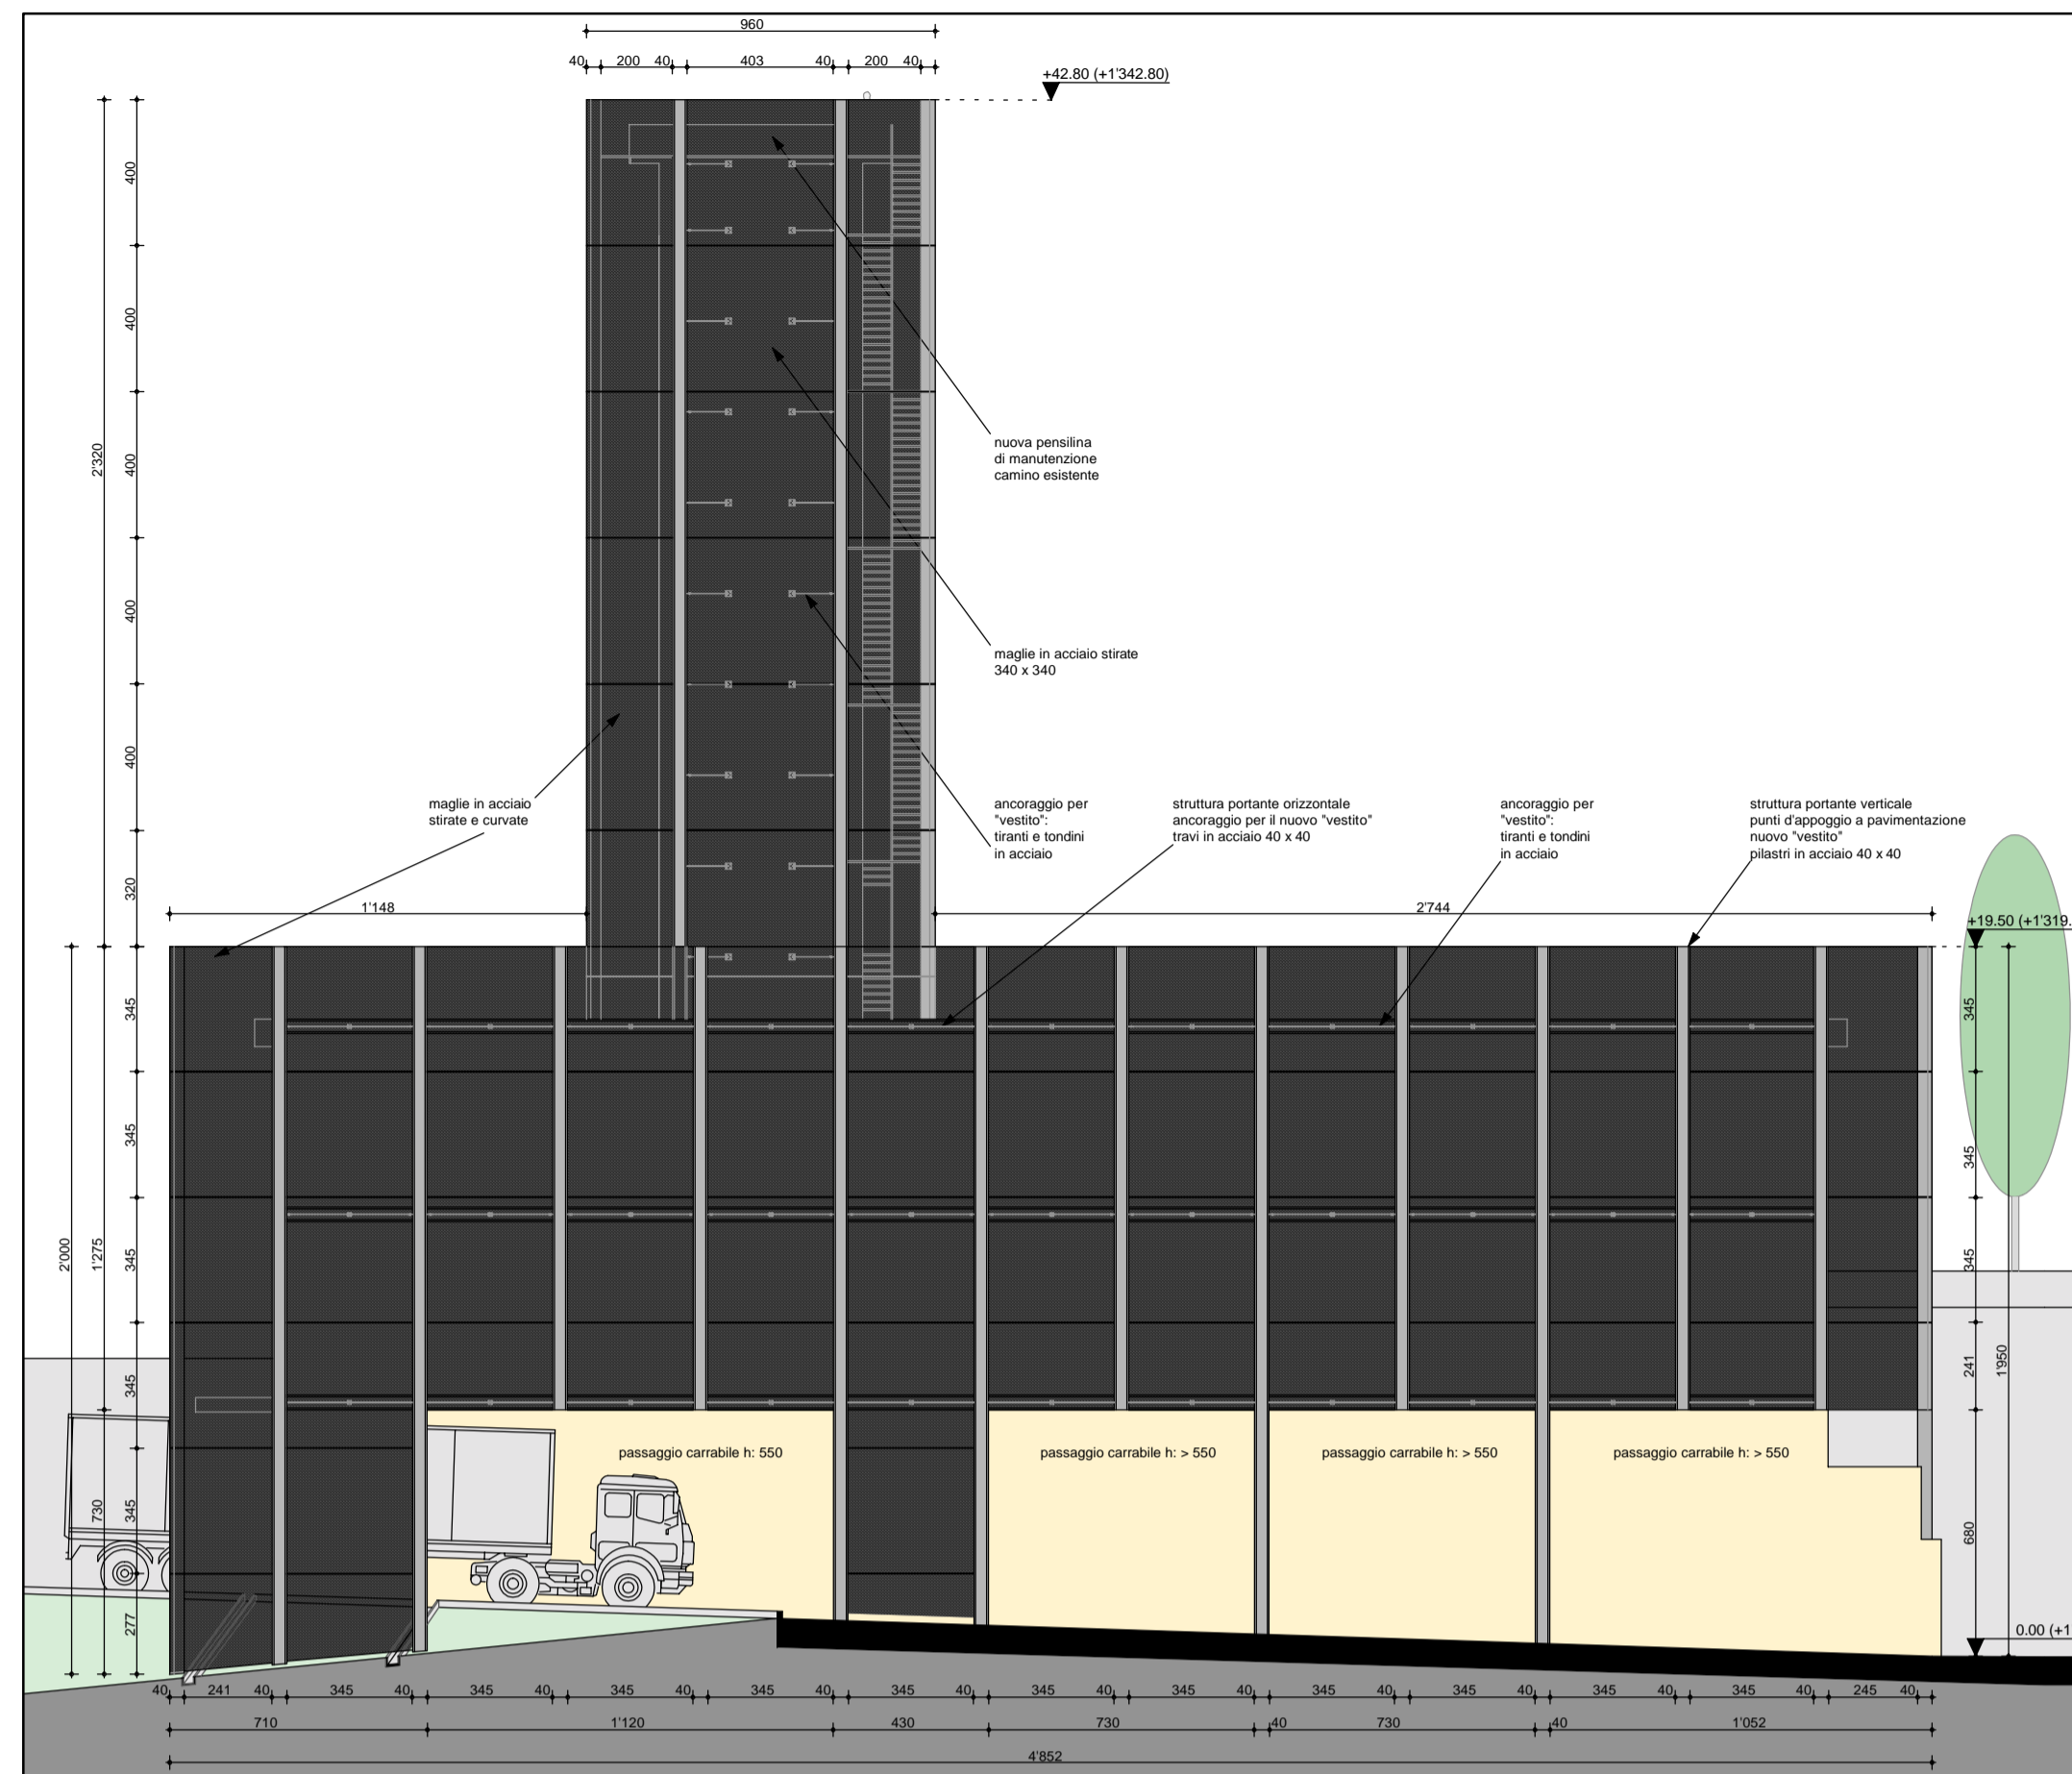 960
40 200 40 403 40 200 40
+42.80 (+1'342.80)
400
400
2'320
400
400
400
320
nuova pensilina
di manutenzione
camino esistente
maglie in acciaio stirate
340 x 340
maglie in acciaio
stirate e curvate
ancoraggio per
"vestito":
tiranti e tondini
in acciaio
struttura portante orizzontale
ancoraggio per il nuovo "vestito"
travi in acciaio 40 x 40
ancoraggio per
"vestito":
tiranti e tondini
in acciaio
struttura portante verticale
punti d'appoggio a pavimentazione
nuovo "vestito"
pilastri in acciaio 40 x 40
1'148
2'744
+19.50 (+1'319.
345
345
345
345
345
277
2'000
1'275
730
345
345
345
241
680
1'950
passaggio carrabile h: 550
passaggio carrabile h: > 550
passaggio carrabile h: > 550
passaggio carrabile h: > 550
0.00 (+1
40 241 40 345 40 345 40 345 40 345 40 345 40 345 40 345 40 345 40 345 40 345 40 345 40 245 40
710 1'120 430 730 40 730 40 1'052
4'852